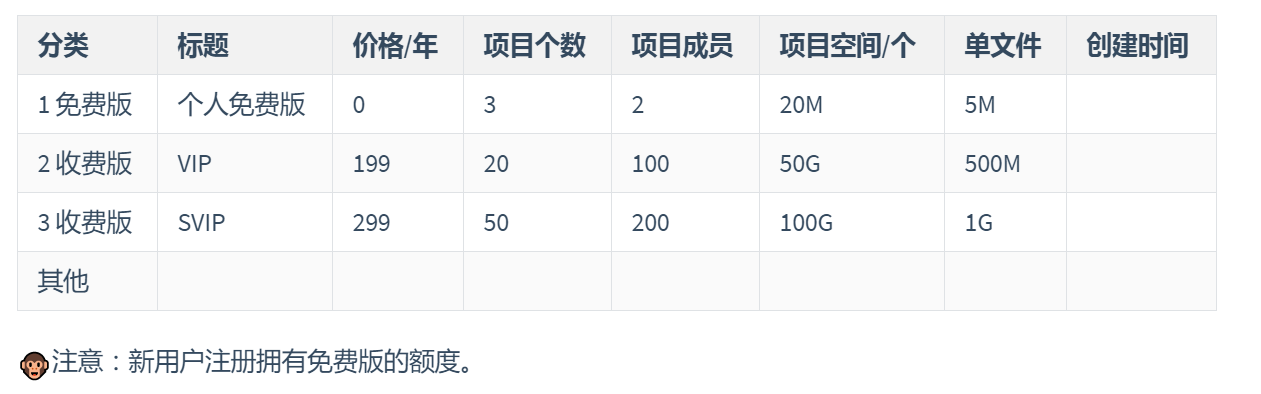 分类 标题 价格/年 项目个数 项目成员 项目空间/个 单文件 创建时间
1 免费版 个人免费版 0 3 2 20M 5M
2 收费版 VIP 199 20 100 50G 500M
3 收费版 SVIP 299 50 200 100G 1G
其他
注意：新用户注册拥有免费版的额度。